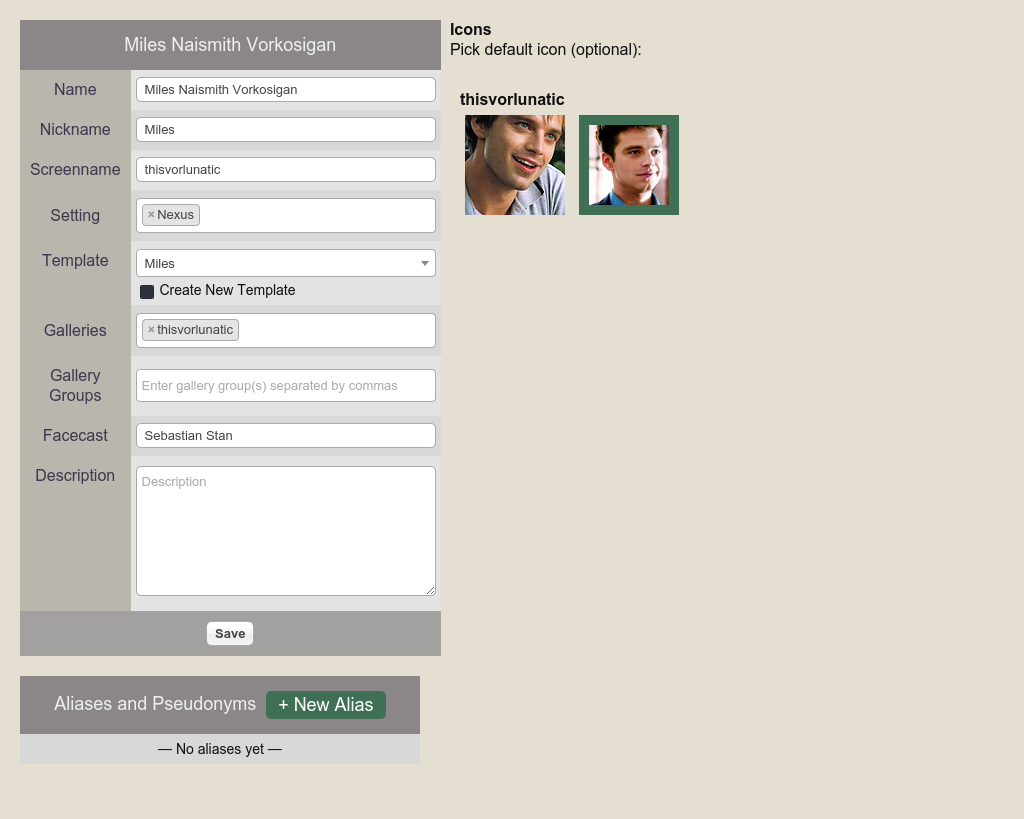 Miles Naismith Vorkosigan
Name
Miles Naismith Vorkosigan
Nickname
Miles
Screenname
thisvorlunatic
Setting
× Nexus
Template
Miles
Create New Template
Galleries
× thisvorlunatic
Gallery
Groups
Enter gallery group(s) separated by commas
Facecast
Sebastian Stan
Description
Description
Save
Aliases and Pseudonyms
+ New Alias
— No aliases yet —
Icons
Pick default icon (optional):
thisvorlunatic